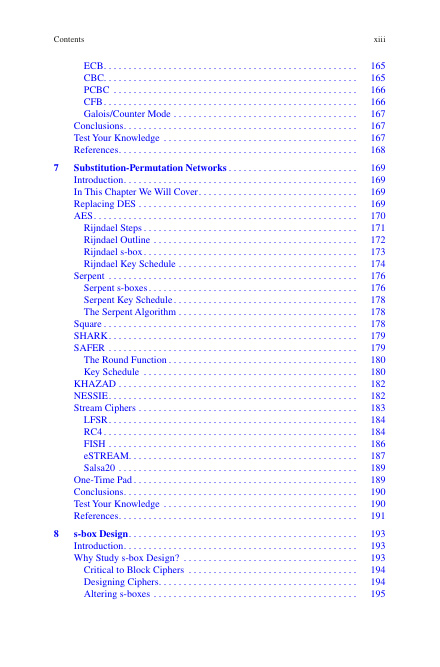 Contents xiii
ECB 165
CBC 165
PCBC 166
CFB 166
Galois/Counter Mode 167
Conclusions 167
Test Your Knowledge 167
References 168
7 Substitution-Permutation Networks 169
Introduction 169
In This Chapter We Will Cover 169
Replacing DES 169
AES 170
Rijndael Steps 171
Rijndael Outline 172
Rijndael s-box 173
Rijndael Key Schedule 174
Serpent 176
Serpent s-boxes 176
Serpent Key Schedule 178
The Serpent Algorithm 178
Square 178
SHARK 179
SAFER 179
The Round Function 180
Key Schedule 180
KHAZAD 182
NESSIE 182
Stream Ciphers 183
LFSR 184
RC4 184
FISH 186
eSTREAM 187
Salsa20 189
One-Time Pad 189
Conclusions 190
Test Your Knowledge 190
References 191
8 s-box Design 193
Introduction 193
Why Study s-box Design? 193
Critical to Block Ciphers 194
Designing Ciphers 194
Altering s-boxes 195